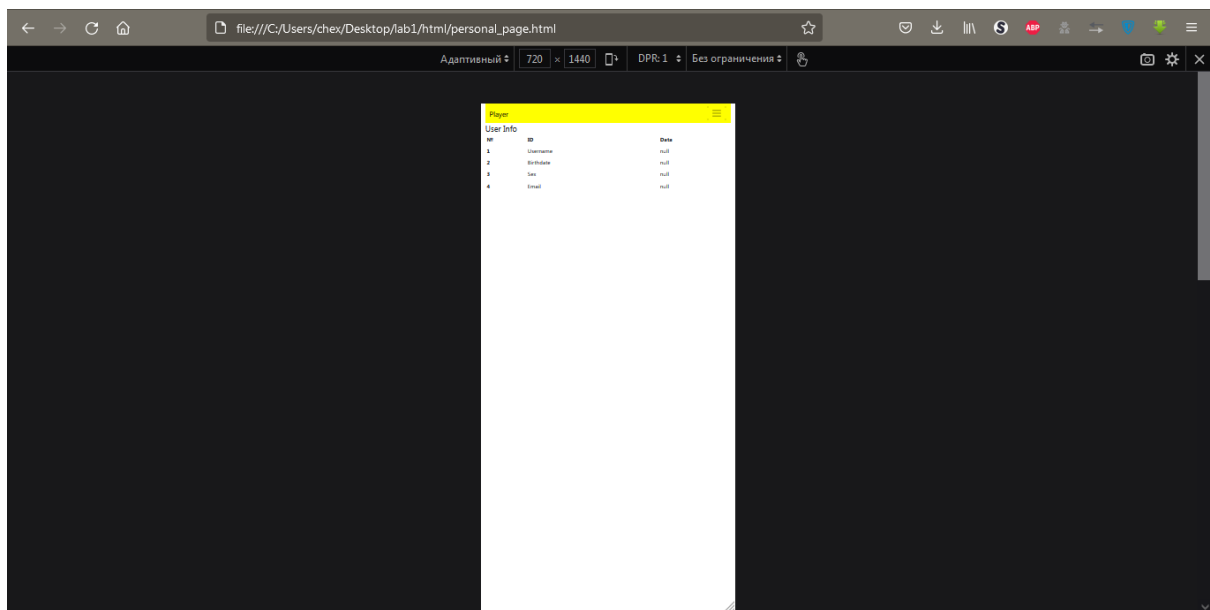 file:///C:/Users/chex/Desktop/lab1/html/personal_page.html
ABP
Адаптивный 720 × 1440 DPR: 1 Без ограничения
Player
User Info
№ ID Date
1 Username null
2 Birthdate null
3 Sex null
4 Email null